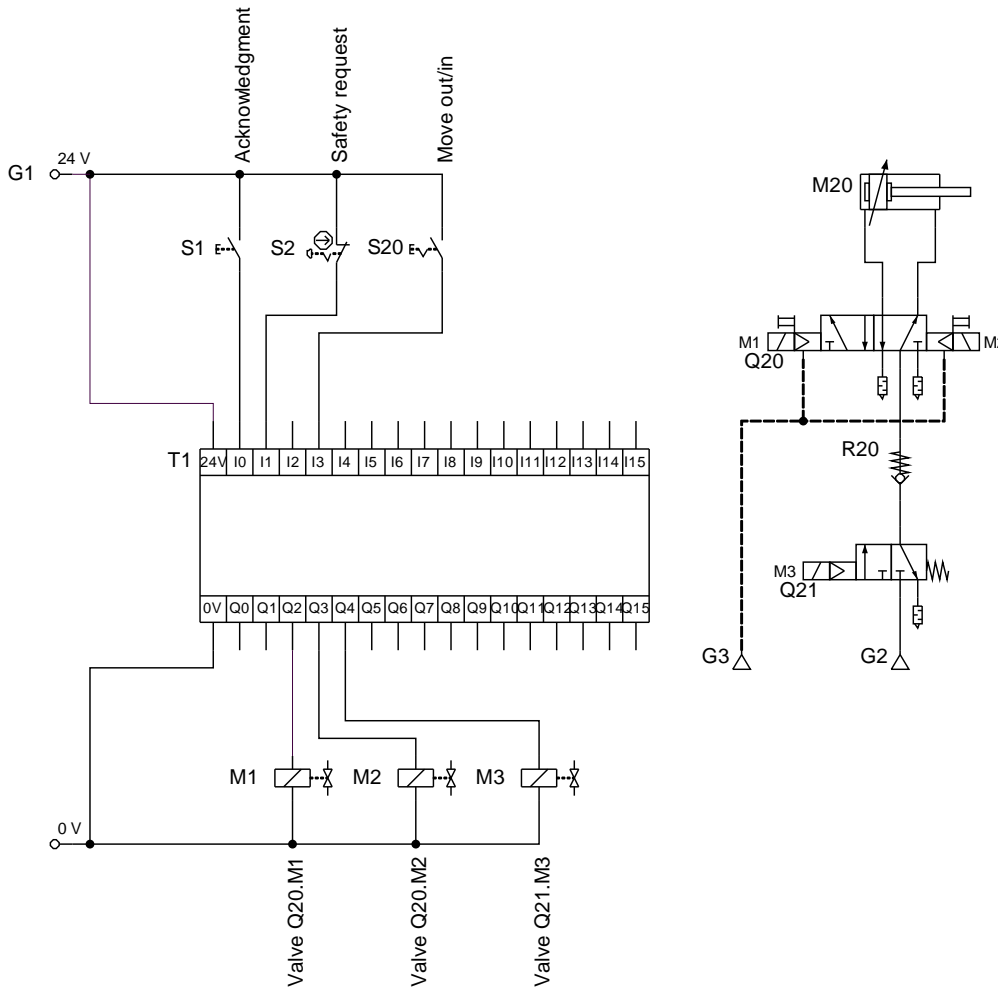 Acknowledgment
Safety request
Move out/in
24 V
G1
S1
S2
S20
T1
24V I0 I1 I2 I3 I4 I5 I6 I7 I8 I9 I10 I11 I12 I13 I14 I15
0V Q0 Q1 Q2 Q3 Q4 Q5 Q6 Q7 Q8 Q9 Q10 Q11 Q12 Q13 Q14 Q15
M1
M2
M3
0 V
Valve Q20.M1
Valve Q20.M2
Valve Q21.M3
M20
M1
Q20
R20
M3
Q21
G3
G2